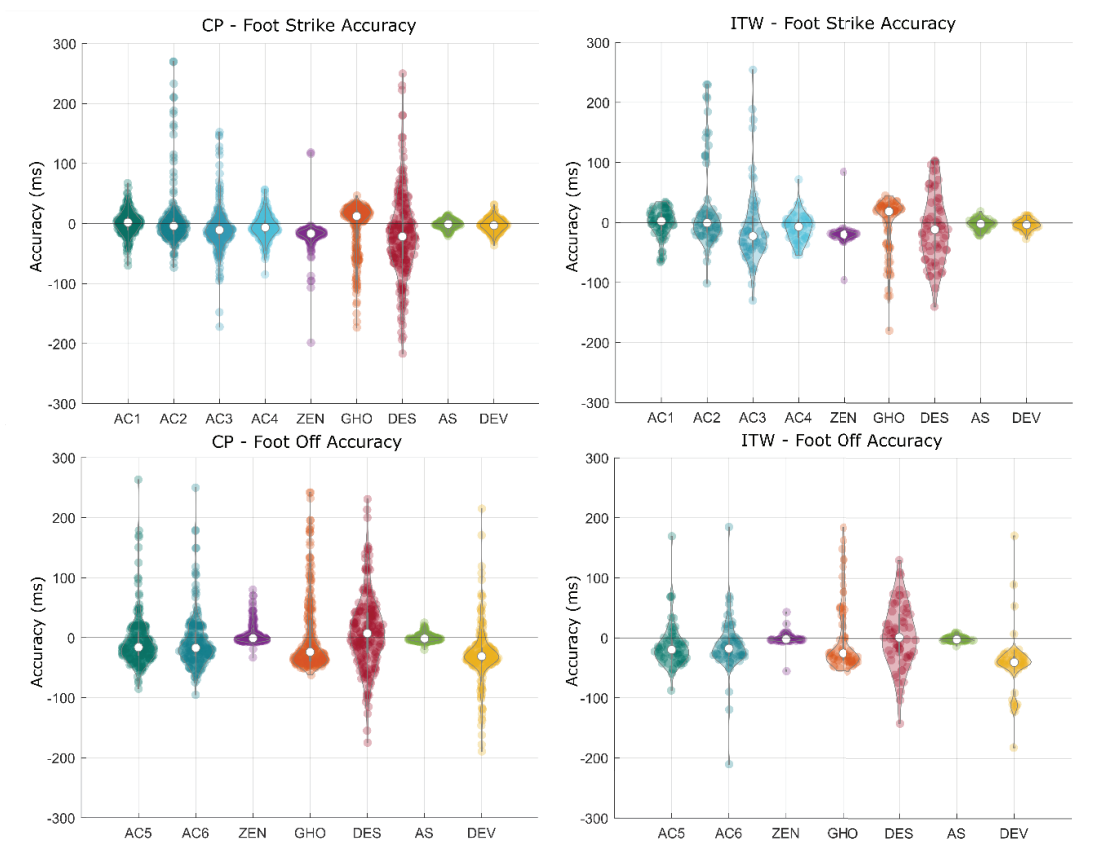 CP - Foot Strike Accuracy
Accuracy (ms)
300
200
100
0
-100
-200
-300
AC1 AC2 AC3 AC4 ZEN GHO DES AS DEV
ITW - Foot Strike Accuracy
Accuracy (ms)
300
200
100
0
-100
-200
-300
AC1 AC2 AC3 AC4 ZEN GHO DES AS DEV
CP - Foot Off Accuracy
Accuracy (ms)
300
200
100
0
-100
-200
-300
AC5 AC6 ZEN GHO DES AS DEV
ITW - Foot Off Accuracy
Accuracy (ms)
300
200
100
0
-100
-200
-300
AC5 AC6 ZEN GHO DES AS DEV